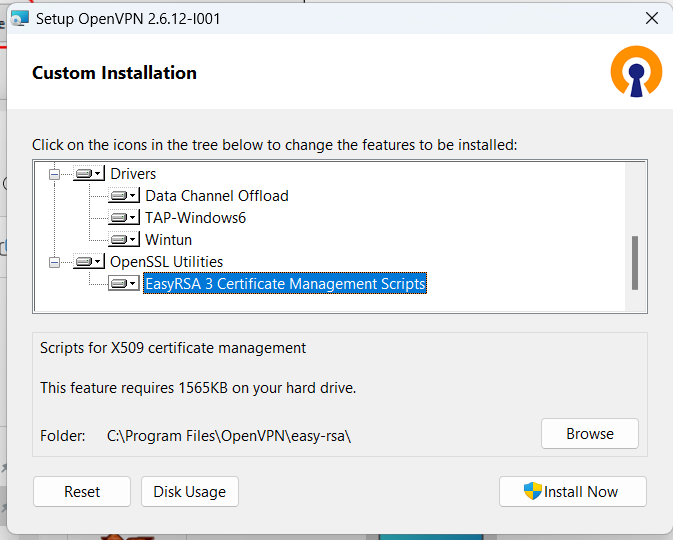 Setup OpenVPN 2.6.12-I001
Custom Installation
Click on the icons in the tree below to change the features to be installed:
Drivers
Data Channel Offload
TAP-Windows6
Wintun
OpenSSL Utilities
EasyRSA 3 Certificate Management Scripts
Scripts for X509 certificate management
This feature requires 1565KB on your hard drive.
Folder: C:\Program Files\OpenVPN\easy-rsa\
Browse
Reset Disk Usage Install Now